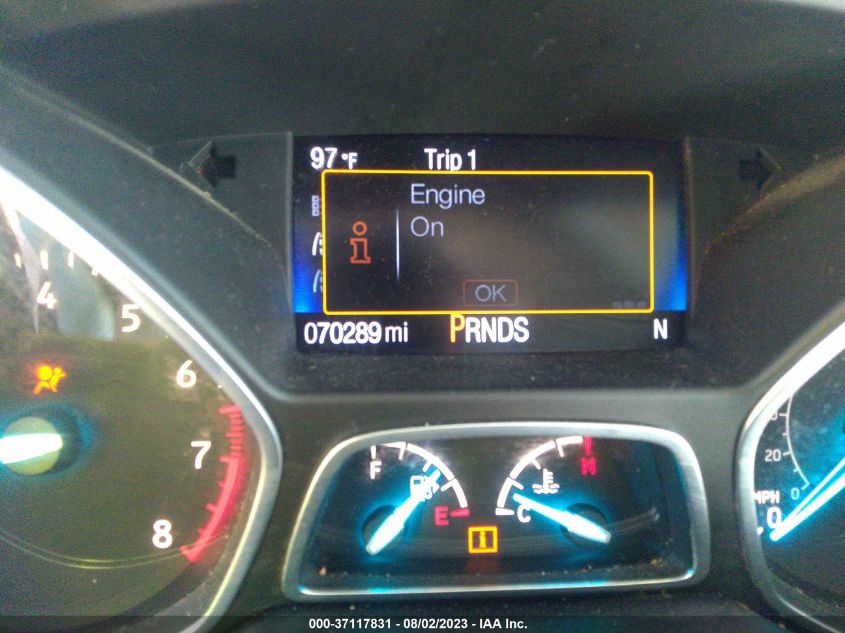 97°F Trip 1
Engine
On
i
OK
070289 mi PRNDS N
4
5
6
7
8
F
E
C
i
20
0
MPH
0
000-37117831 - 08/02/2023 - IAA Inc.